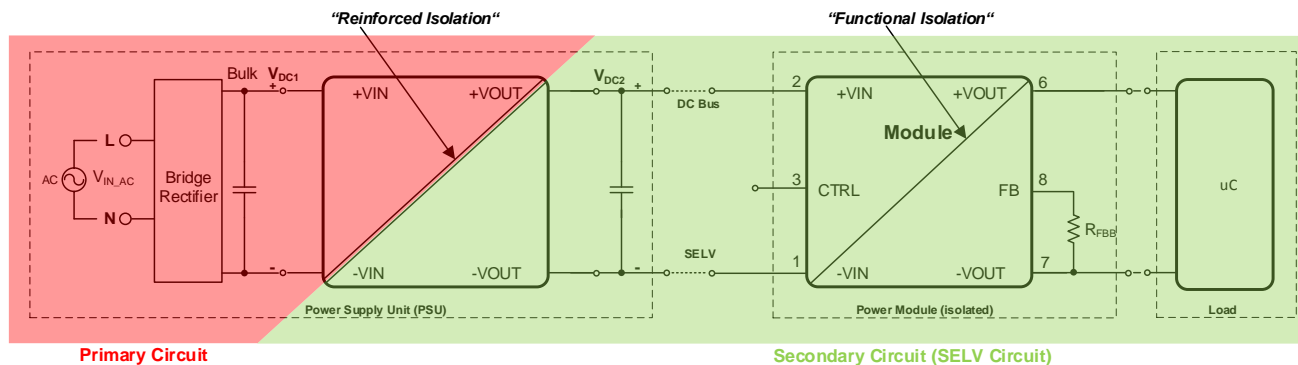 “Reinforced Isolation“
“Functional Isolation“
Bulk
VDC1
+
+VIN
+VOUT
VDC2
+
DC Bus
2
+VIN
+VOUT
6
Module
L
AC
VIN_AC
N
Bridge
Rectifier
3
CTRL
8
FB
RFBB
uC
-
-VIN
-VOUT
-
SELV
1
-VIN
-VOUT
7
Power Supply Unit (PSU)
Power Module (isolated)
Load
Primary Circuit
Secondary Circuit (SELV Circuit)